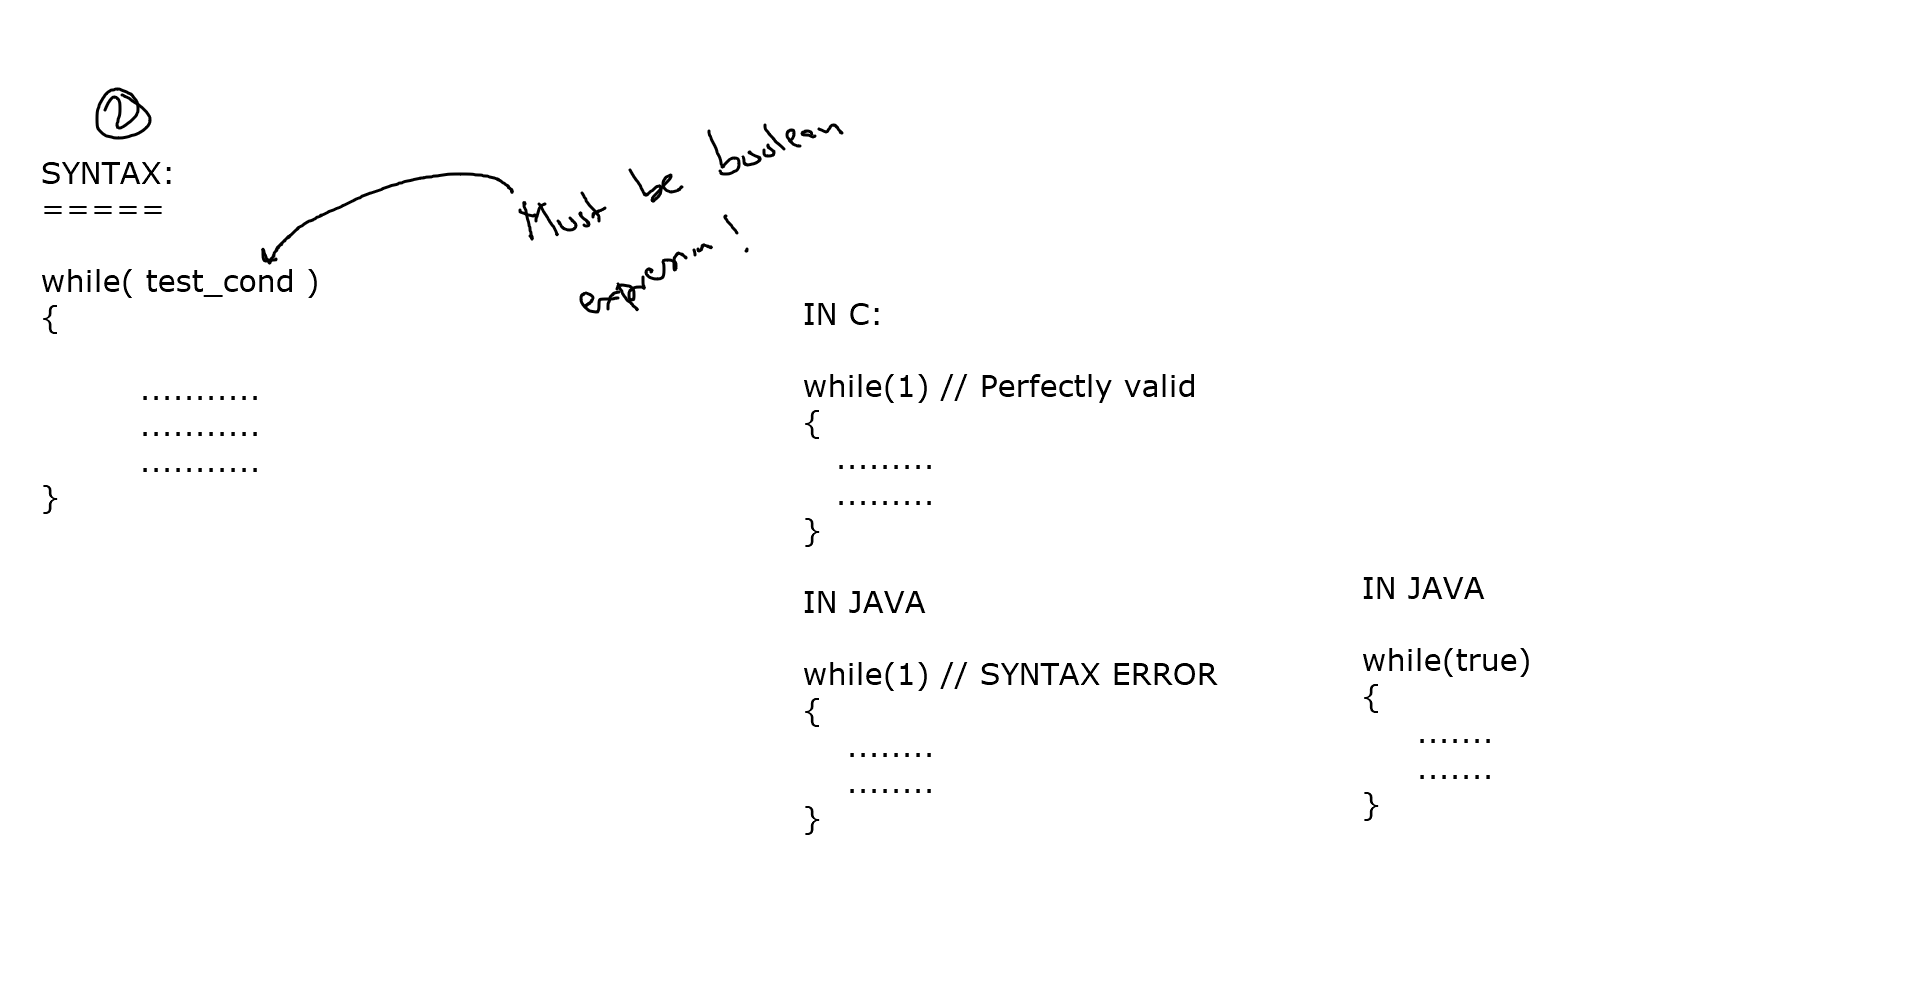 2
SYNTAX:
=====
while( test_cond )
{
...........
...........
...........
}
Must be boolean
expression!
IN C:
while(1) // Perfectly valid
{
.........
.........
}
IN JAVA
while(1) // SYNTAX ERROR
{
........
........
}
IN JAVA
while(true)
{
.......
.......
}